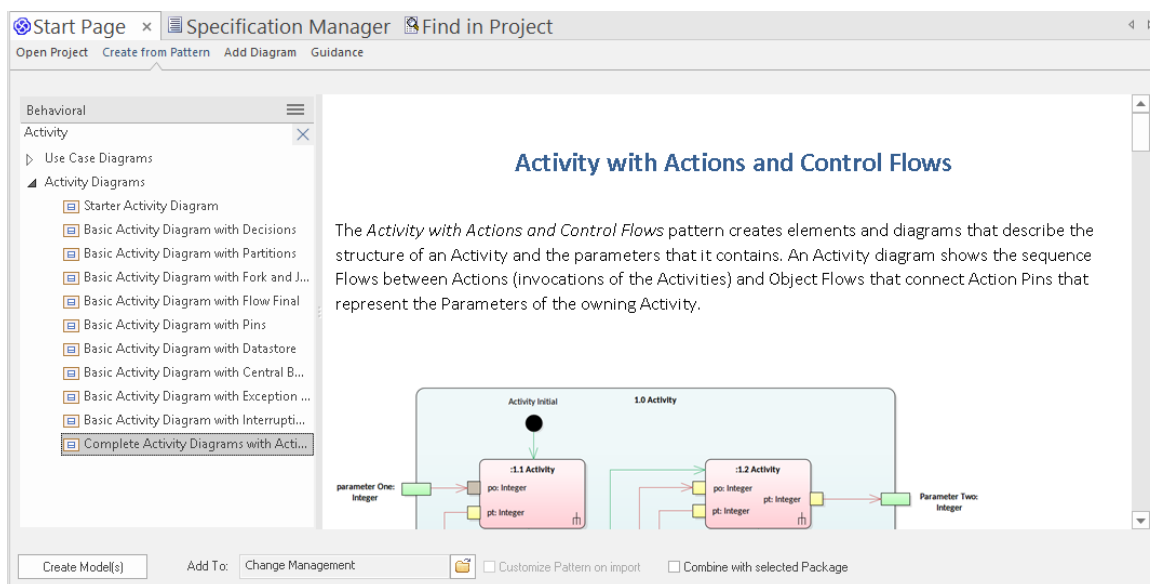 Start Page × Specification Manager Find in Project
Open Project Create from Pattern Add Diagram Guidance
Behavioral
Activity
Use Case Diagrams
Activity Diagrams
Starter Activity Diagram
Basic Activity Diagram with Decisions
Basic Activity Diagram with Partitions
Basic Activity Diagram with Fork and J...
Basic Activity Diagram with Flow Final
Basic Activity Diagram with Pins
Basic Activity Diagram with Datastore
Basic Activity Diagram with Central B...
Basic Activity Diagram with Exception ...
Basic Activity Diagram with Interrupti...
Complete Activity Diagrams with Acti...
Activity with Actions and Control Flows
The Activity with Actions and Control Flows pattern creates elements and diagrams that describe the
structure of an Activity and the parameters that it contains. An Activity diagram shows the sequence
Flows between Actions (invocations of the Activities) and Object Flows that connect Action Pins that
represent the Parameters of the owning Activity.
Activity Initial
1.0 Activity
:1.1 Activity
po: Integer
pt: Integer
parameter One:
Integer
:1.2 Activity
po: Integer
pt: Integer
pt: Integer
Parameter Two:
Integer
Create Model(s) Add To: Change Management Customize Pattern on import Combine with selected Package